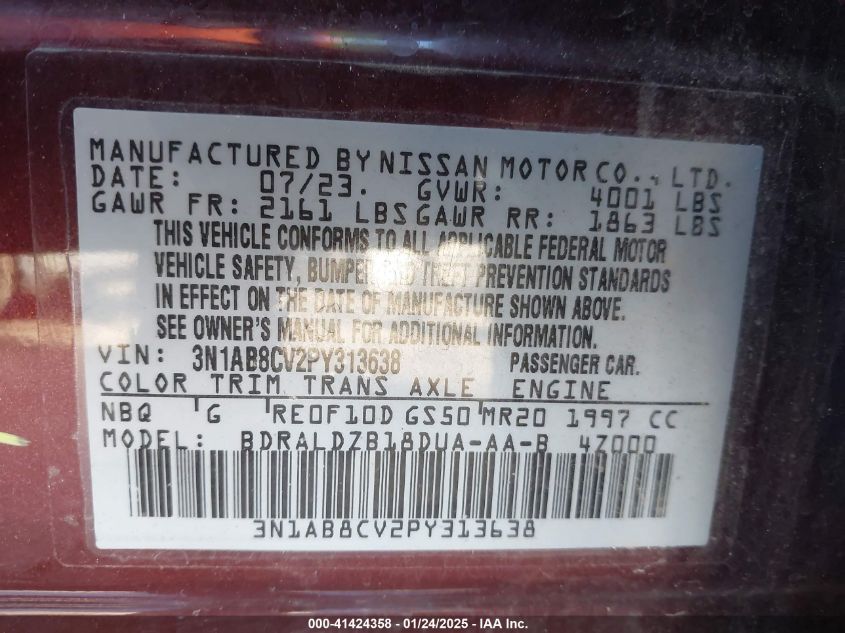 MANUFACTURED BY NISSAN MOTOR CO., LTD.
DATE: 07/23. GVWR: 4001 LBS
GAWR FR: 2161 LBS GAWR RR: 1863 LBS
THIS VEHICLE CONFORMS TO ALL APPLICABLE FEDERAL MOTOR
VEHICLE SAFETY, BUMPER AND THEFT PREVENTION STANDARDS
IN EFFECT ON THE DATE OF MANUFACTURE SHOWN ABOVE.
SEE OWNER'S MANUAL FOR ADDITIONAL INFORMATION.
VIN: 3N1AB8CV2PY313638 PASSENGER CAR.
COLOR TRIM TRANS AXLE ENGINE
NBQ G RE0F10D GS50 MR20 1997 CC
MODEL: BDRALDZB18DUA-AA-B 4Z000
3N1AB8CV2PY313638
000-41424358 - 01/24/2025 - IAA Inc.